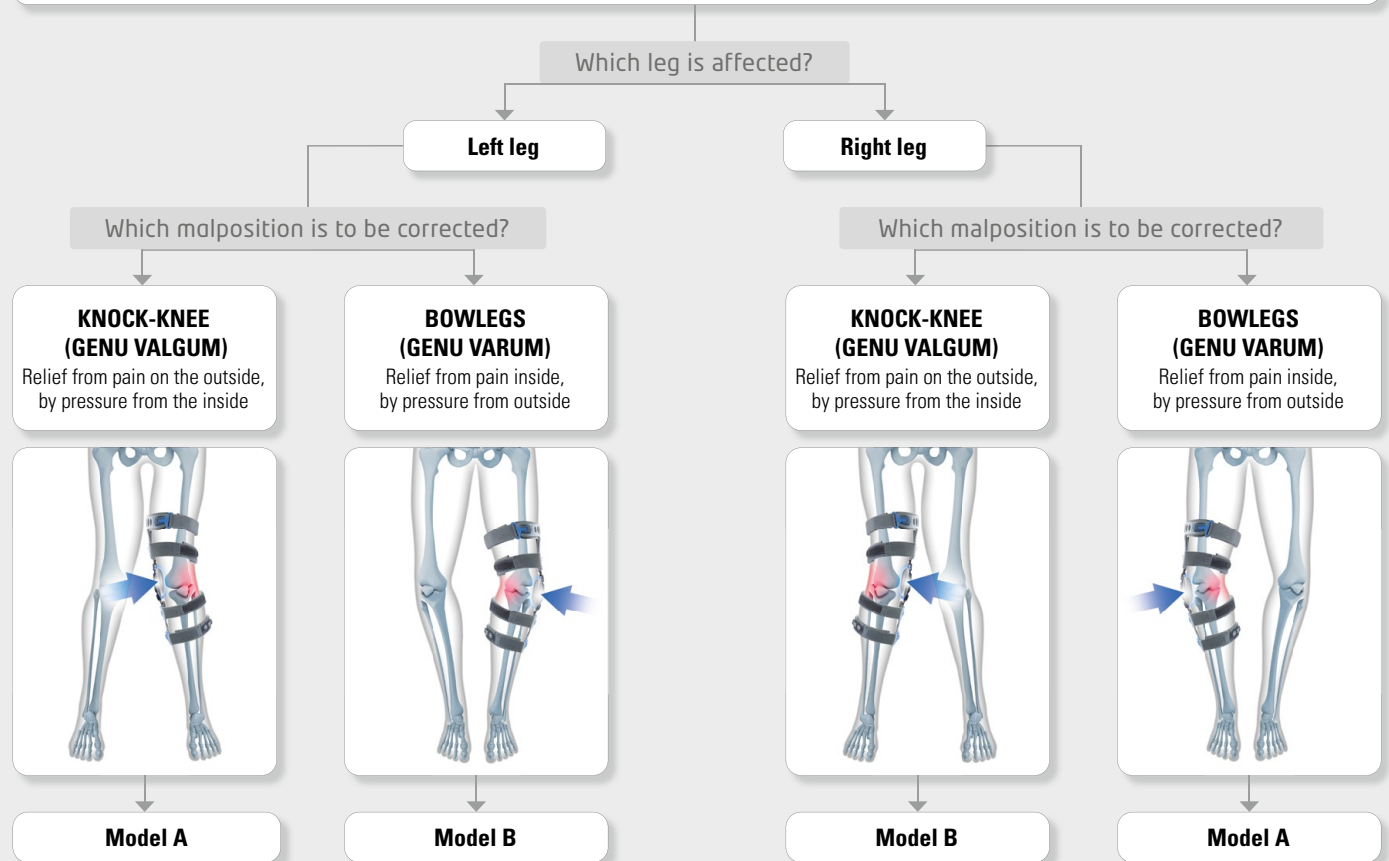 Which leg is affected?
Left leg
Right leg
Which malposition is to be corrected?
Which malposition is to be corrected?
KNOCK-KNEE
(GENU VALGUM)
Relief from pain on the outside,
by pressure from the inside
BOWLEGS
(GENU VARUM)
Relief from pain inside,
by pressure from outside
KNOCK-KNEE
(GENU VALGUM)
Relief from pain on the outside,
by pressure from the inside
BOWLEGS
(GENU VARUM)
Relief from pain inside,
by pressure from outside
Model A
Model B
Model B
Model A